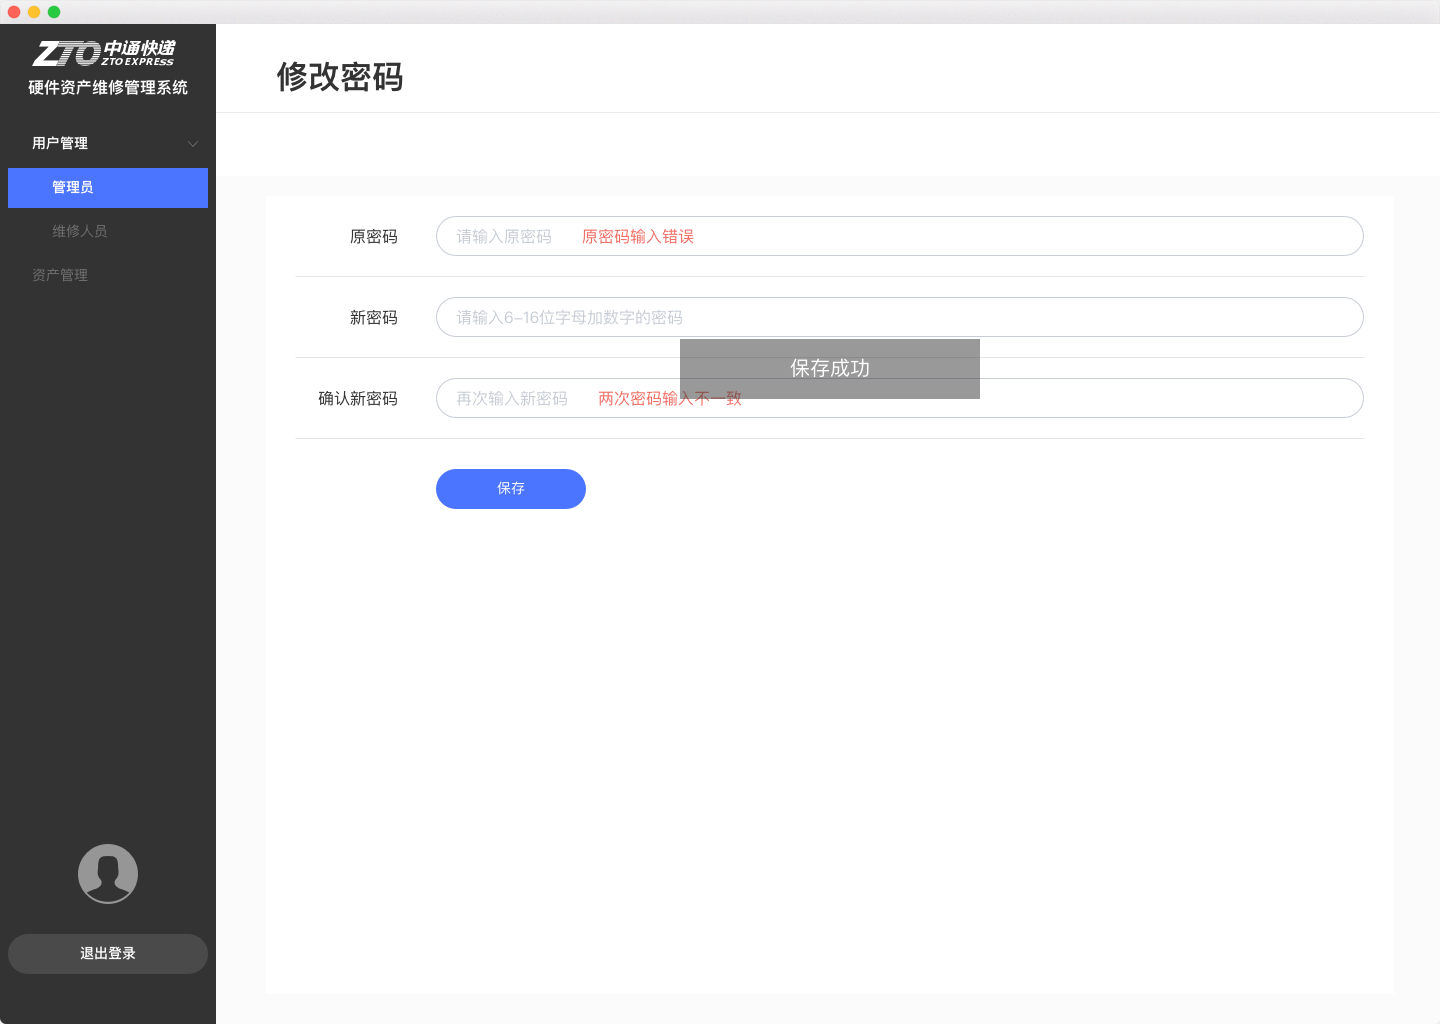 ZTO 中通快递
ZTO EXPRESS
硬件资产维修管理系统
用户管理
管理员
维修人员
资产管理
退出登录
修改密码
原密码 请输入原密码 原密码输入错误
新密码 请输入6-16位字母加数字的密码
保存成功
确认新密码 再次输入新密码 两次密码输入不一致
保存